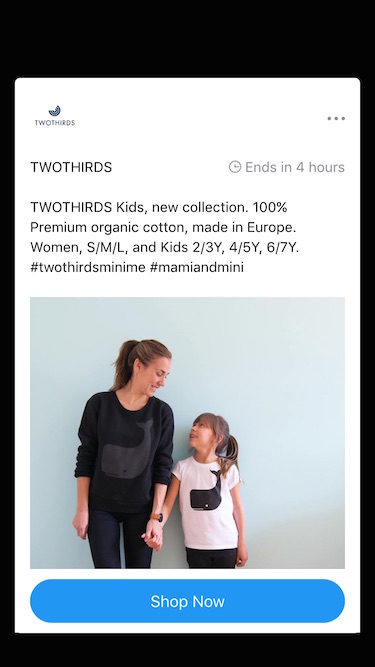 TWOTHIRDS
TWOTHIRDS
Ends in 4 hours
TWOTHIRDS Kids, new collection. 100%
Premium organic cotton, made in Europe.
Women, S/M/L, and Kids 2/3Y, 4/5Y, 6/7Y.
#twothirdsminime #mamiandmini
Shop Now